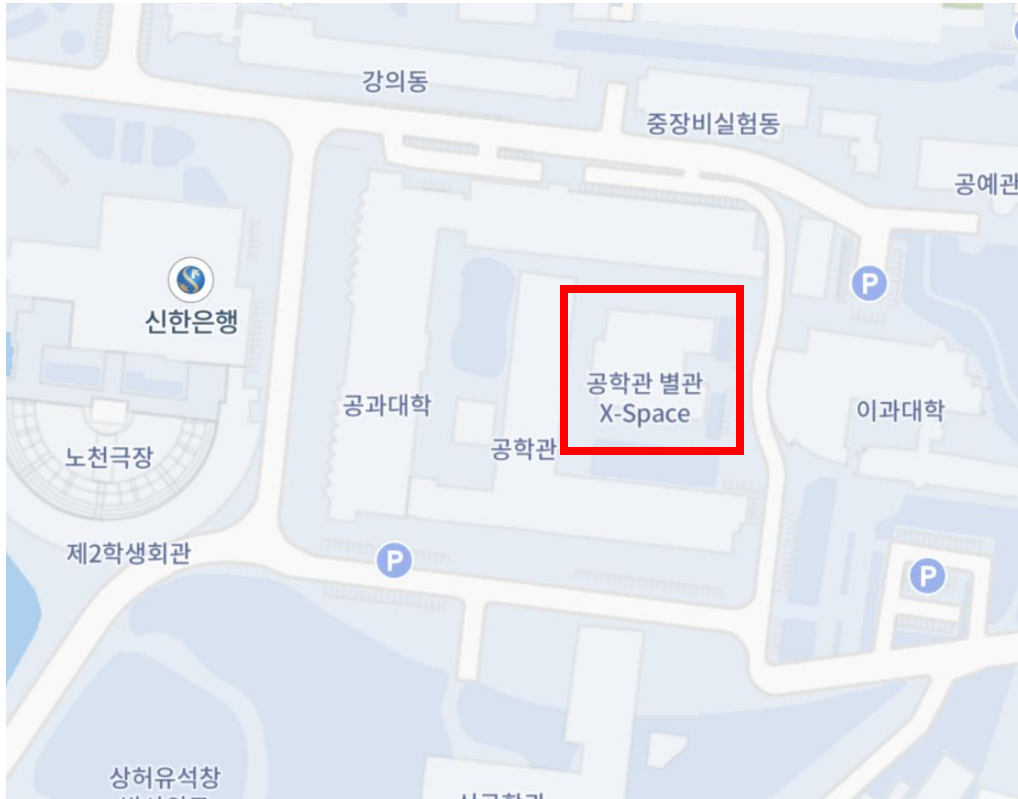 강의동
중장비실험동
공예관
P
신한은행
공학관 별관
X-Space
공과대학
이과대학
공학관
노천극장
제2학생회관
P
P
상허유석창